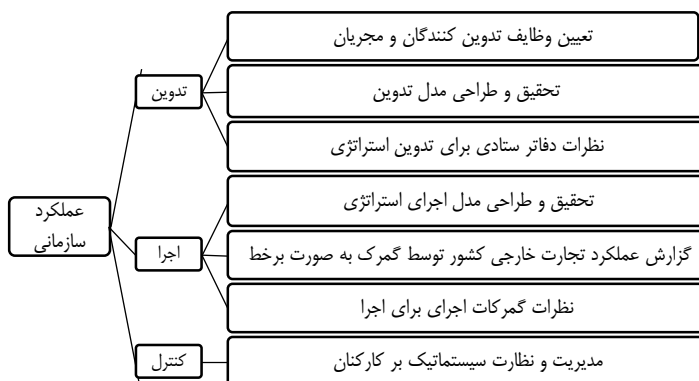 تعیین وظایف تدوین کنندگان و مجریان
تدوین
تحقیق و طراحی مدل تدوین
نظرات دفاتر ستادی برای تدوین استراتژی
عملکرد
سازمانی
تحقیق و طراحی مدل اجرای استراتژی
اجرا
گزارش عملکرد تجارت خارجی کشور توسط گمرک به صورت برخط
نظرات گمرکات اجرای برای اجرا
کنترل
مدیریت و نظارت سیستماتیک بر کارکنان